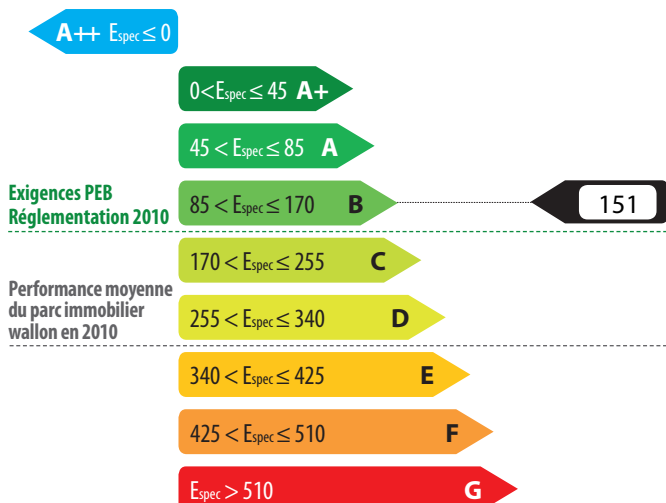 A++ Espec ≤ 0
0<Espec ≤ 45 A+
45 < Espec ≤ 85 A
Exigences PEB
Réglementation 2010
85 < Espec ≤ 170 B
151
170 < Espec ≤ 255 C
Performance moyenne
du parc immobilier
wallon en 2010
255 < Espec ≤ 340 D
340 < Espec ≤ 425 E
425 < Espec ≤ 510 F
Espec > 510 G